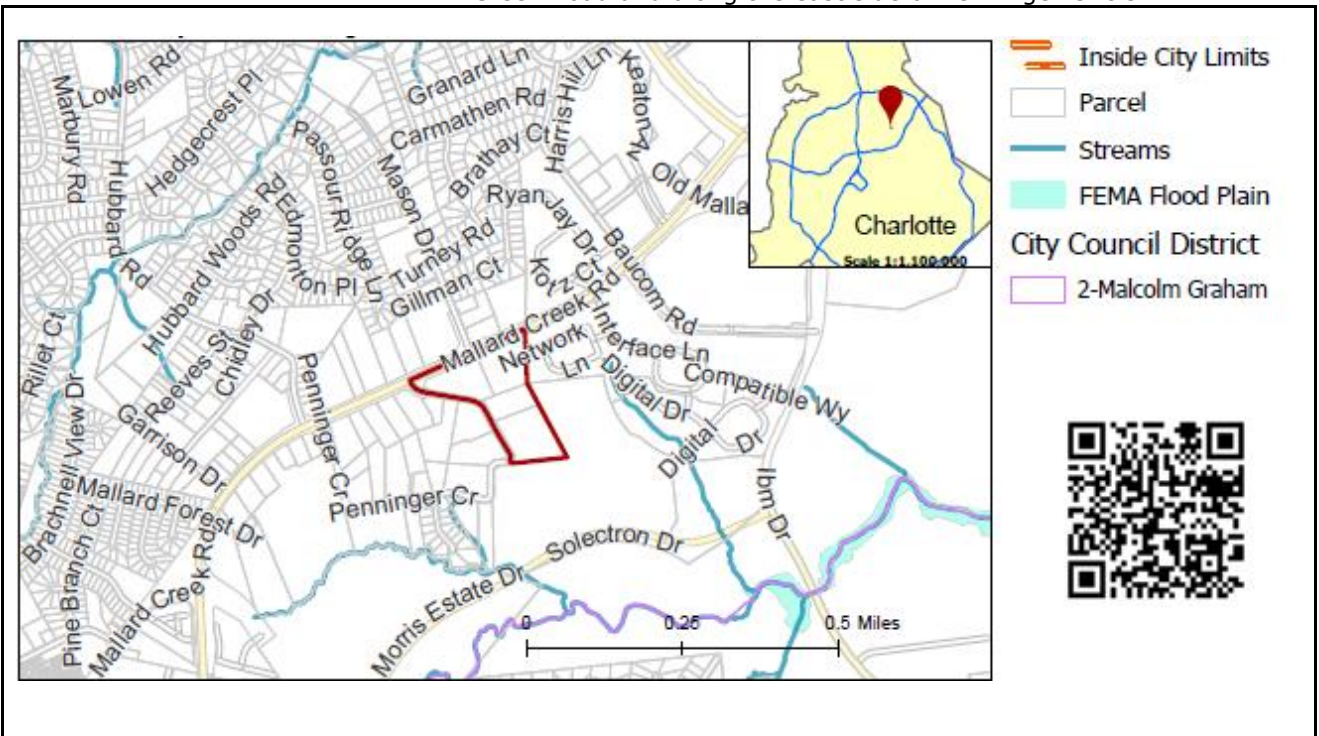 Inside City Limits
Parcel
Streams
FEMA Flood Plain
City Council District
2-Malcolm Graham
Charlotte
Scale 1:1,100,000
Lowen Rd
Marbury Rd
Hedgecrest Pl
Hubbard Rd
Granard Ln
Carmathen Rd
Brathay Ct
Harris Hill Ln
Keaton Av
Passour Ridge Ln
Mason Dr
Ryan Jay Dr
Old Malla
Turney Rd
Gillman Ct
Hubbard Woods Rd
Edmonton Pl
Kotz Ct
Baucom Rd
Mallard Creek Rd
Network Ln
Interface Ln
Rillet Ct
Reeves St
Chidley Dr
Penninger Cr
Digital Dr
Compatible Wy
Digital Dr
Brachnell View Dr
Garrison Dr
Mallard Forest Dr
Penninger Cr
Ibm Dr
Pine Branch Ct
Mallard Creek Rd
Solectron Dr
Morris Estate Dr
0 0.25 0.5 Miles